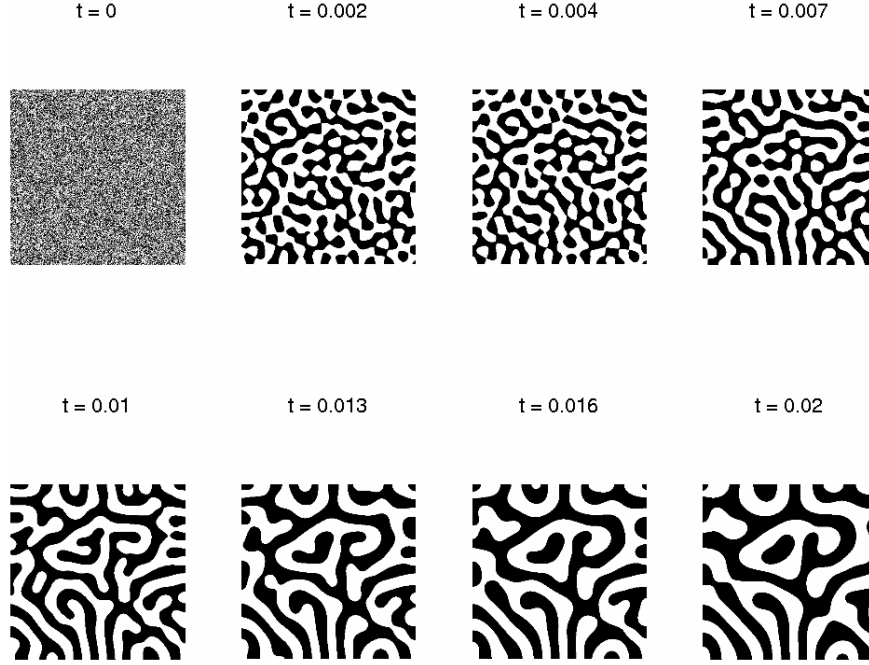 t = 0
t = 0.002
t = 0.004
t = 0.007
t = 0.01
t = 0.013
t = 0.016
t = 0.02